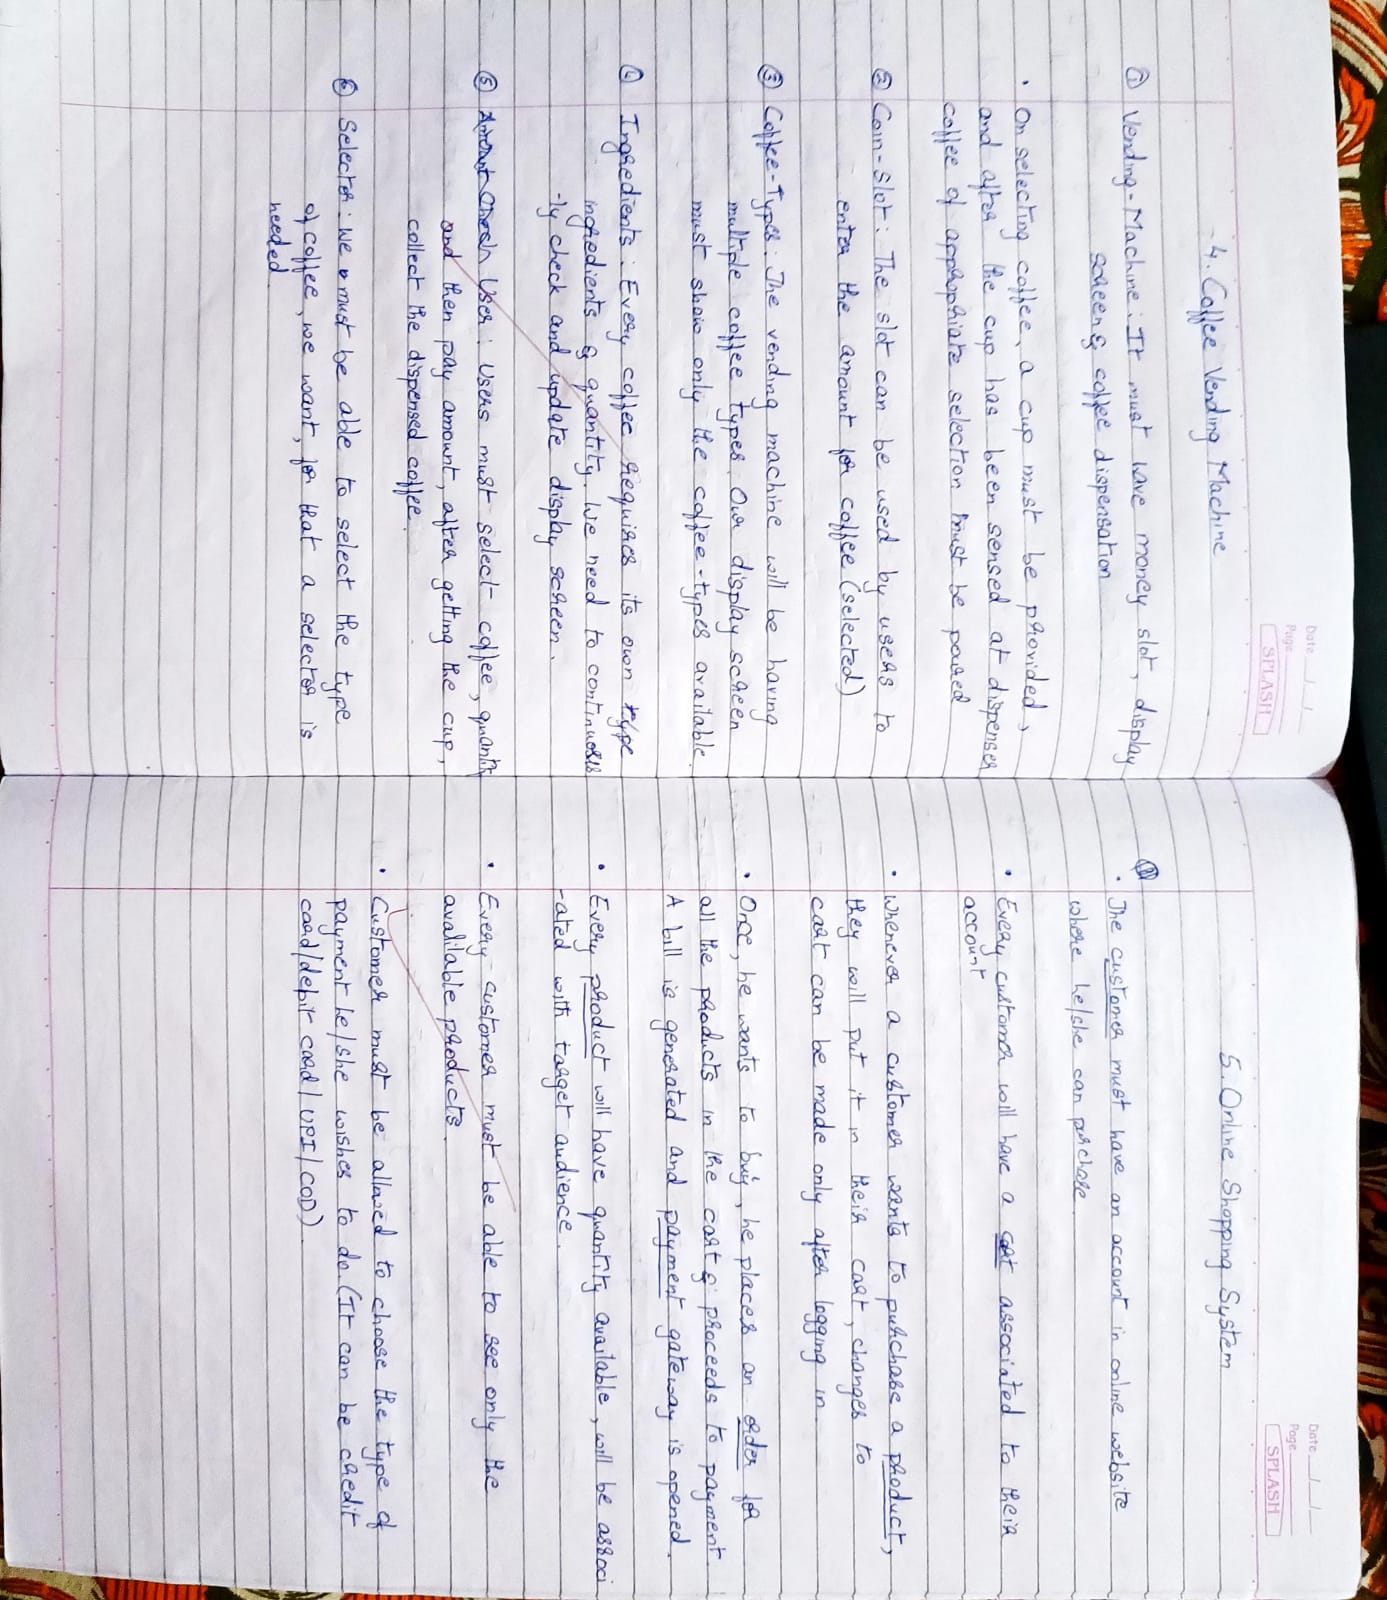 Date __/__/__
Page
SPLASH
4. Coffee Vending Machine
① Vending-Machine: It must have money slot, display
screen & coffee dispensation
• On selecting coffee, a cup must be provided,
and after the cup has been sensed at dispenser
coffee of appropriate selection must be poured
② Coin-Slot: The slot can be used by users to
enter the amount for coffee (selected)
③ Coffee-Types: The vending machine will be having
multiple coffee types. Our display screen
must show only the coffee-types available.
④ Ingredients: Every coffee requires its own type
ingredients & quantity. We need to continuous
-ly check and update display screen.
⑤ User: Users must select coffee, quantity
and then pay amount, after getting the cup,
collect the dispensed coffee.
⑥ Selector: we must be able to select the type
of coffee, we want, for that a selector is
needed.
Date __/__/__
Page
SPLASH
5. Online Shopping System
• The customer must have an account in online website
where he/she can purchase.
• Every customer will have a cart associated to their
account
• Whenever a customer wants to purchase a product,
they will put it in their cart, changes to
cart can be made only after logging in.
• Once, he wants to buy, he places an order for
all the products in the cart & proceeds to payment.
A bill is generated and payment gateway is opened.
• Every product will have quantity available, will be associ
-ated with target audience.
• Every customer must be able to see only the
available products.
• Customer must be allowed to choose the type of
payment he/she wishes to do. (It can be credit
card/debit card/UPI/COD).